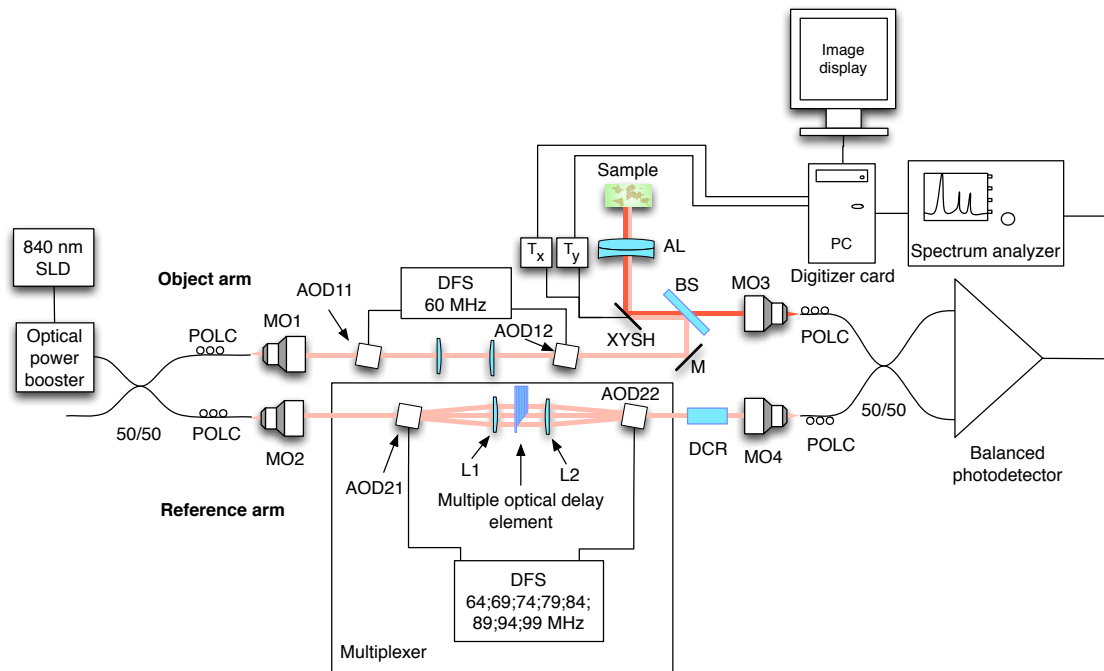 Image
display
Sample
840 nm
SLD
Object arm
DFS
60 MHz
T x
T y
AL
PC
Digitizer card
Spectrum analyzer
BS
MO3
AOD11
AOD12
XYSH
POLC
Optical
power
booster
POLC
MO1
M
50/50
POLC
MO2
AOD21
L1
L2
AOD22
DCR
MO4
POLC
50/50
Balanced
photodetector
Multiple optical delay
element
Reference arm
DFS
64;69;74;79;84;
89;94;99 MHz
Multiplexer